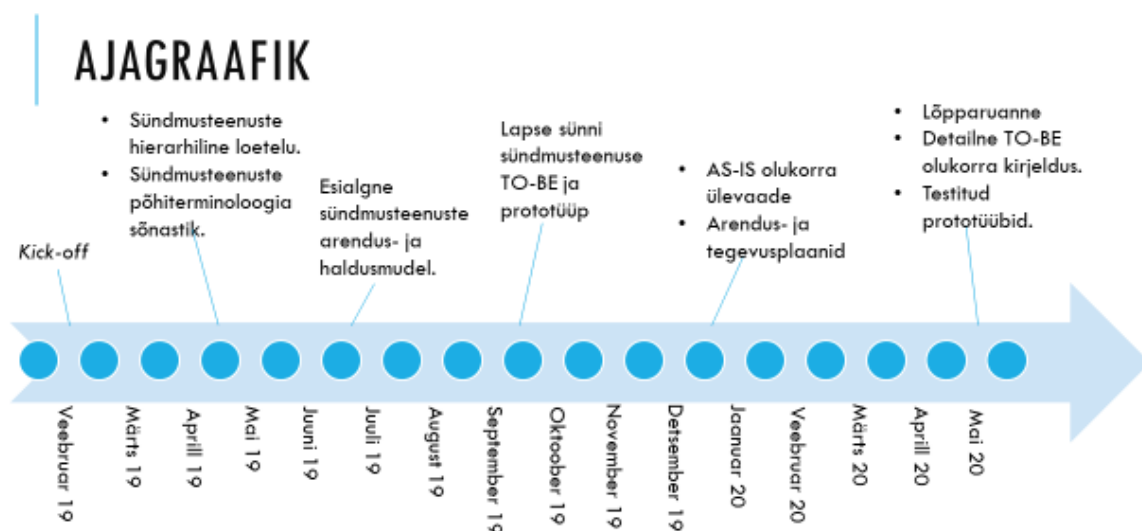 AJAGRAAFIK
• Sündmusteenuste
hierarhiline loetelu.
• Sündmusteenuste
põhiterminoloogia
sõnastik.
Kick-off
Esialgne
sündmusteenuste
arendus- ja
haldusmudel.
Lapse sünni
sündmusteenuse
TO-BE ja
prototüüp
• AS-IS olukorra
ülevaade
• Arendus- ja
tegevusplaanid
• Lõpparuanne
• Detailne TO-BE
olukorra kirjeldus.
• Testitud
prototüübid.
Veebruar 19
Märts 19
Aprill 19
Mai 19
Juuni 19
Juuli 19
August 19
September 19
Oktoober 19
November 19
Detsember 19
Jaanuar 20
Veebruar 20
Märts 20
Aprill 20
Mai 20